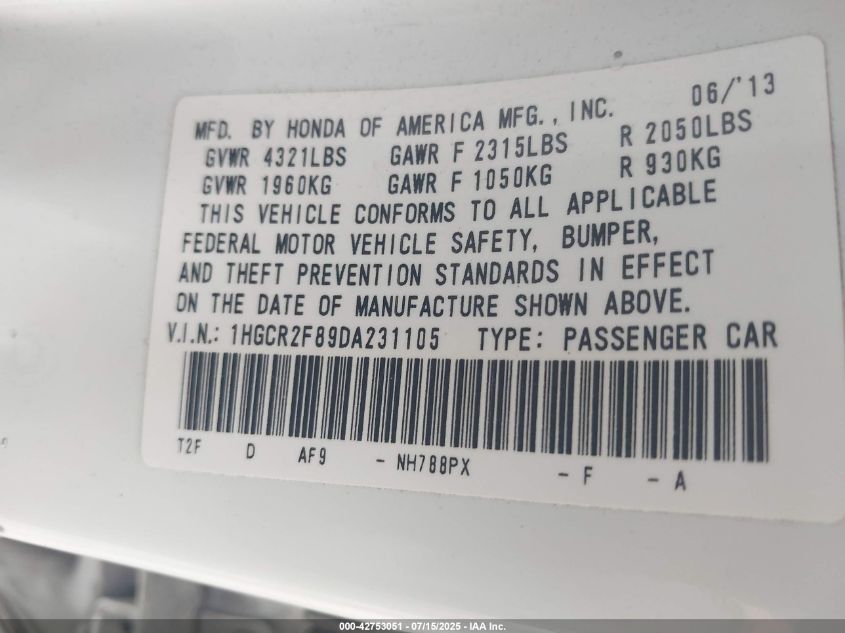 MFD. BY HONDA OF AMERICA MFG., INC. 06/'13
GVWR 4321LBS GAWR F 2315LBS R 2050LBS
GVWR 1960KG GAWR F 1050KG R 930KG
THIS VEHICLE CONFORMS TO ALL APPLICABLE
FEDERAL MOTOR VEHICLE SAFETY, BUMPER,
AND THEFT PREVENTION STANDARDS IN EFFECT
ON THE DATE OF MANUFACTURE SHOWN ABOVE.
V.I.N.: 1HGCR2F89DA231105 TYPE: PASSENGER CAR
T2F D AF9 - NH788PX - F - A
000-42753051 - 07/15/2025 - IAA Inc.